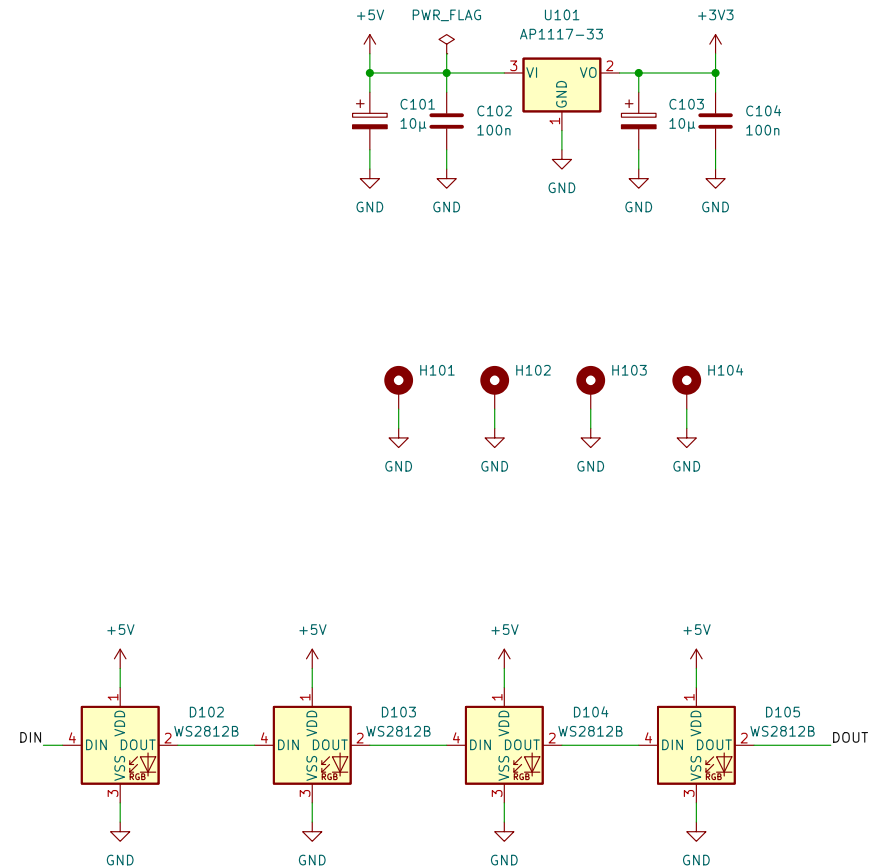 +5V PWR_FLAG U101 +3V3
AP1117-33
3 VI VO 2
GND
1
+ C101
10µ
C102
100n
+ C103
10µ
C104
100n
GND GND GND GND GND
H101 H102 H103 H104
GND GND GND GND
+5V +5V +5V +5V
1 1 1 1
D102 D103 D104 D105
WS2812B WS2812B WS2812B WS2812B
VDD VDD VDD VDD
DIN 4 DIN DOUT 2 4 DIN DOUT 2 4 DIN DOUT 2 4 DIN DOUT 2 DOUT
VSS RGB VSS RGB VSS RGB VSS RGB
3 3 3 3
GND GND GND GND